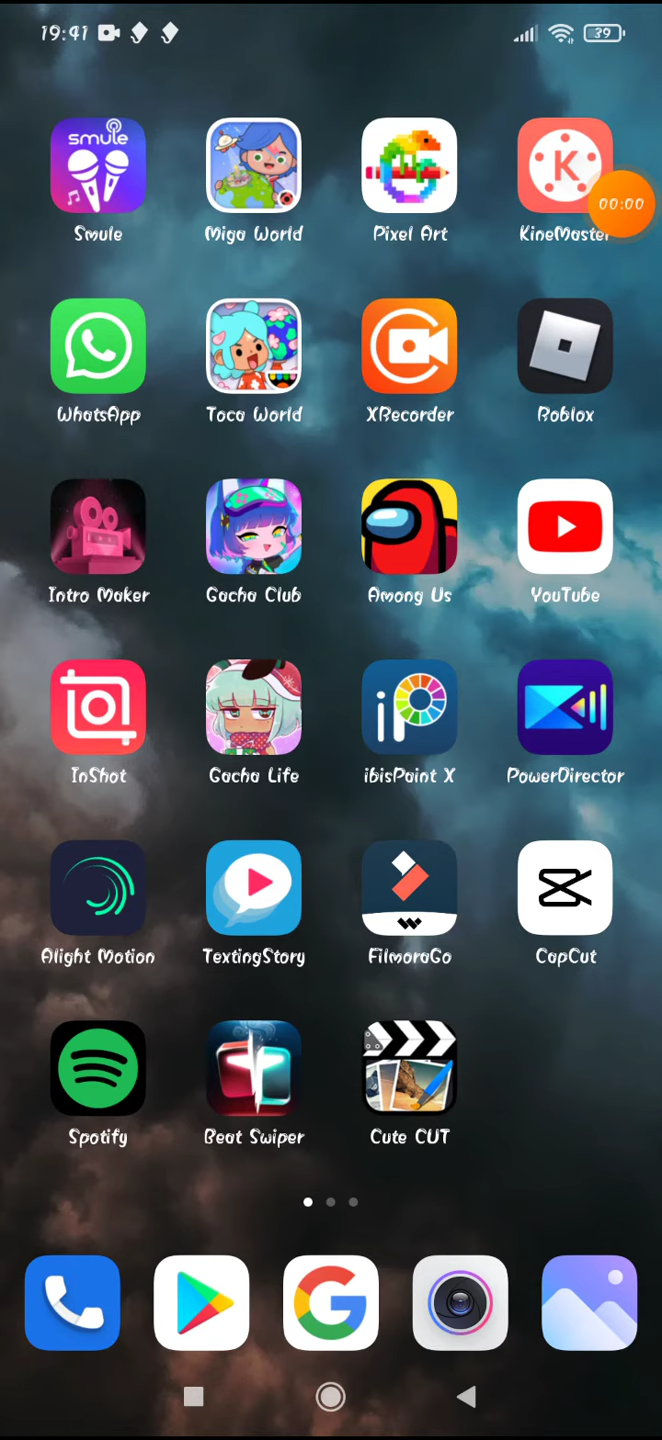 19:41
39
smule
K
00:00
Smule
Miga World
Pixel Art
KineMaster
WhatsApp
Toca World
XRecorder
Roblox
Intro Maker
Gacha Club
Among Us
YouTube
iP
InShot
Gacha Life
ibisPaint X
PowerDirector
Alight Motion
TextingStory
FilmoraGo
CapCut
Spotify
Beat Swiper
Cute CUT
G